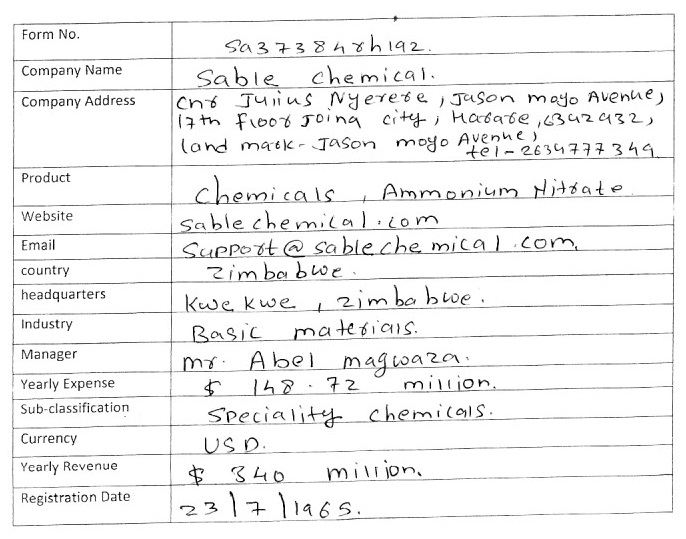 Form No. Sa37384rh192.
Company Name Sable Chemical.
Company Address Cnr Julius Nyerere, Jason moyo Avenue,
17th floor Joina city, Harare, 6342432,
land mark - Jason moyo Avenue,
tel - 2634777349
Product Chemicals, Ammonium Nitrate
Website sablechemical.com
Email Support@sablechemical.com.
country Zimbabwe.
headquarters Kwe kwe, zimbabwe.
Industry Basic materials.
Manager mr. Abel magwaza.
Yearly Expense $ 148.72 million.
Sub-classification Speciality chemicals.
Currency USD.
Yearly Revenue $ 340 million.
Registration Date 23/7/1965.